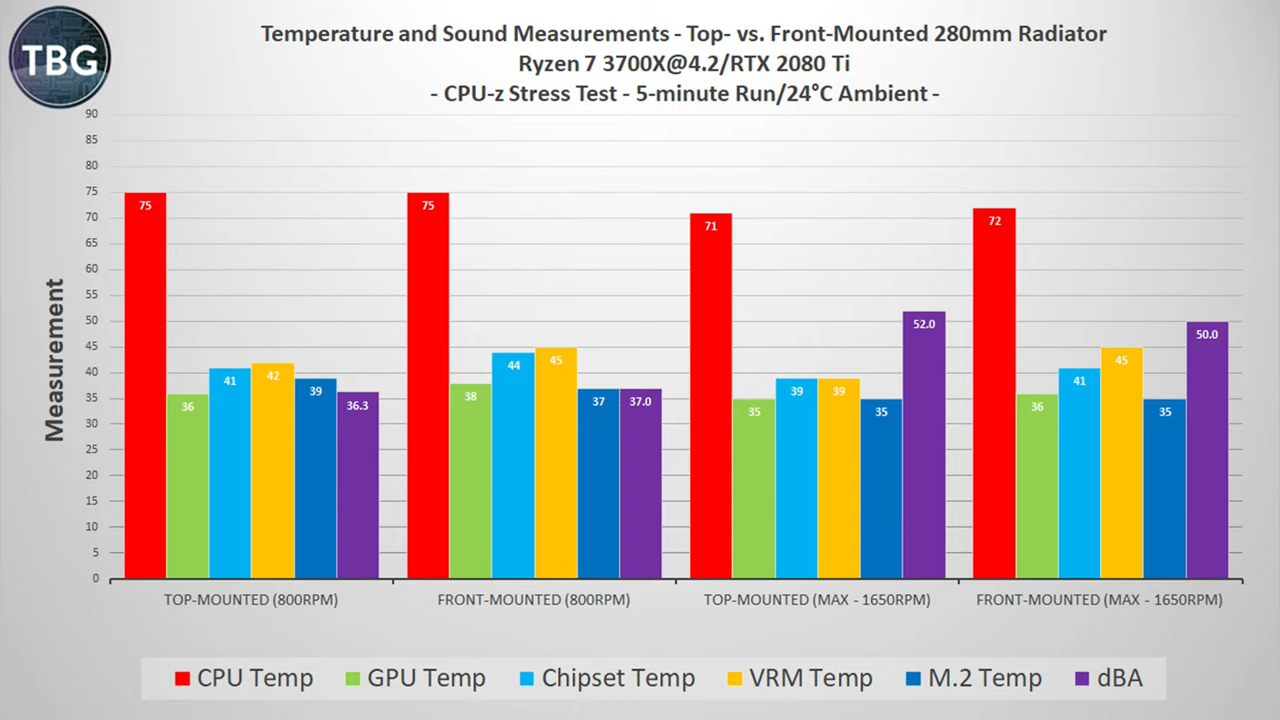 TBG
Temperature and Sound Measurements - Top- vs. Front-Mounted 280mm Radiator
Ryzen 7 3700X@4.2/RTX 2080 Ti
- CPU-z Stress Test - 5-minute Run/24°C Ambient -
Measurement
90
85
80
75
70
65
60
55
50
45
40
35
30
25
20
15
10
5
0
75 36 41 42 39 36.3
75 38 44 45 37 37.0
71 35 39 39 35 52.0
72 36 41 45 35 50.0
TOP-MOUNTED (800RPM) FRONT-MOUNTED (800RPM) TOP-MOUNTED (MAX - 1650RPM) FRONT-MOUNTED (MAX - 1650RPM)
CPU Temp GPU Temp Chipset Temp VRM Temp M.2 Temp dBA